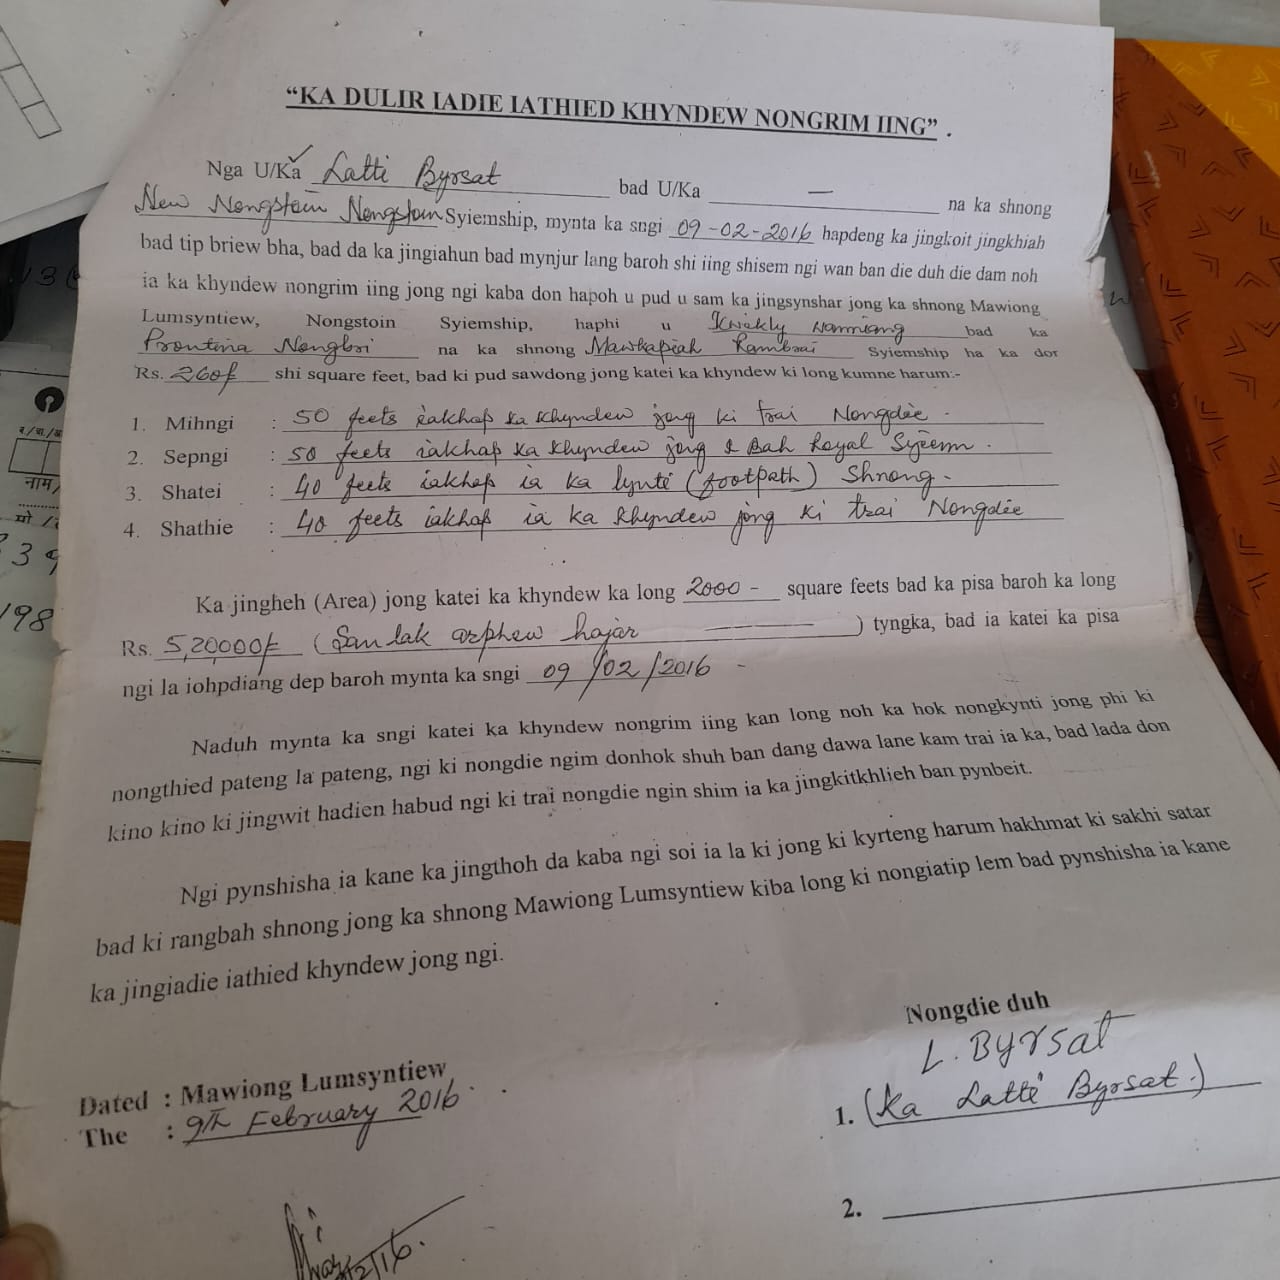 "KA DULIR IADIE IATHIED KHYNDEW NONGRIM IING" .
Nga U/Ka Latti Byrsat bad U/Ka — na ka shnong
New Nongstoin Nongstoin Syiemship, mynta ka sngi 09-02-2016 hapdeng ka jingkoit jingkhiah
bad tip briew bha, bad da ka jingiahun bad mynjur lang baroh shi iing shisem ngi wan ban die duh die dam noh
ia ka khyndew nongrim iing jong ngi kaba don hapoh u pud u sam ka jingsynshar jong ka shnong Mawiong
Lumsyntiew, Nongstoin Syiemship, haphi u Kwickly bad ka
Nongbri na ka shnong Mawkapiah Rambrai Syiemship ha ka dor
Rs. 260/- shi square feet, bad ki pud sawdong jong katei ka khyndew ki long kumne harum:-
1. Mihngi : 50 feets iakhap ka khyndew jong ki trai Nongdie -
2. Sepngi : 50 feets iakhap ka khyndew jong u Bah Royal Syiem .
3. Shatei : 40 feets iakhap ia ka lynti (footpath) Shnong -
4. Shathie : 40 feets iakhap ia ka khyndew jong ki trai Nongdie
Ka jingheh (Area) jong katei ka khyndew ka long 2000 - square feets bad ka pisa baroh ka long
Rs. 5,20000/- (San lak arphew hajar ) tyngka, bad ia katei ka pisa
ngi la iohpdiang dep baroh mynta ka sngi 09/02/2016 -
Naduh mynta ka sngi katei ka khyndew nongrim iing kan long noh ka hok nongkynti jong phi ki
nongthied pateng la pateng, ngi ki nongdie ngim donhok shuh ban dang dawa lane kam trai ia ka, bad lada don
kino kino ki jingwit hadien habud ngi ki trai nongdie ngin shim ia ka jingkitkhlieh ban pynbeit.
Ngi pynshisha ia kane ka jingthoh da kaba ngi soi ia la ki jong ki kyrteng harum hakhmat ki sakhi satar
bad ki rangbah shnong jong ka shnong Mawiong Lumsyntiew kiba long ki nongiatip lem bad pynshisha ia kane
ka jingiadie iathied khyndew jong ngi.
Nongdie duh
L. Byrsat
Dated : Mawiong Lumsyntiew
The : 9th February 2016
1. (Ka Latti Byrsat.)
2.